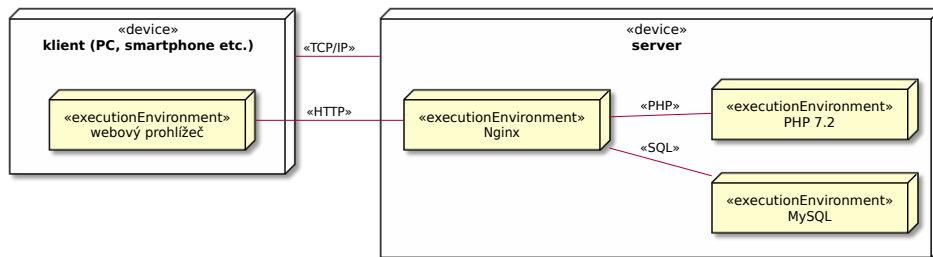 «device»
klient (PC, smartphone etc.)
«executionEnvironment»
webový prohlížeč
«TCP/IP»
«HTTP»
«device»
server
«executionEnvironment»
Nginx
«PHP»
«SQL»
«executionEnvironment»
PHP 7.2
«executionEnvironment»
MySQL